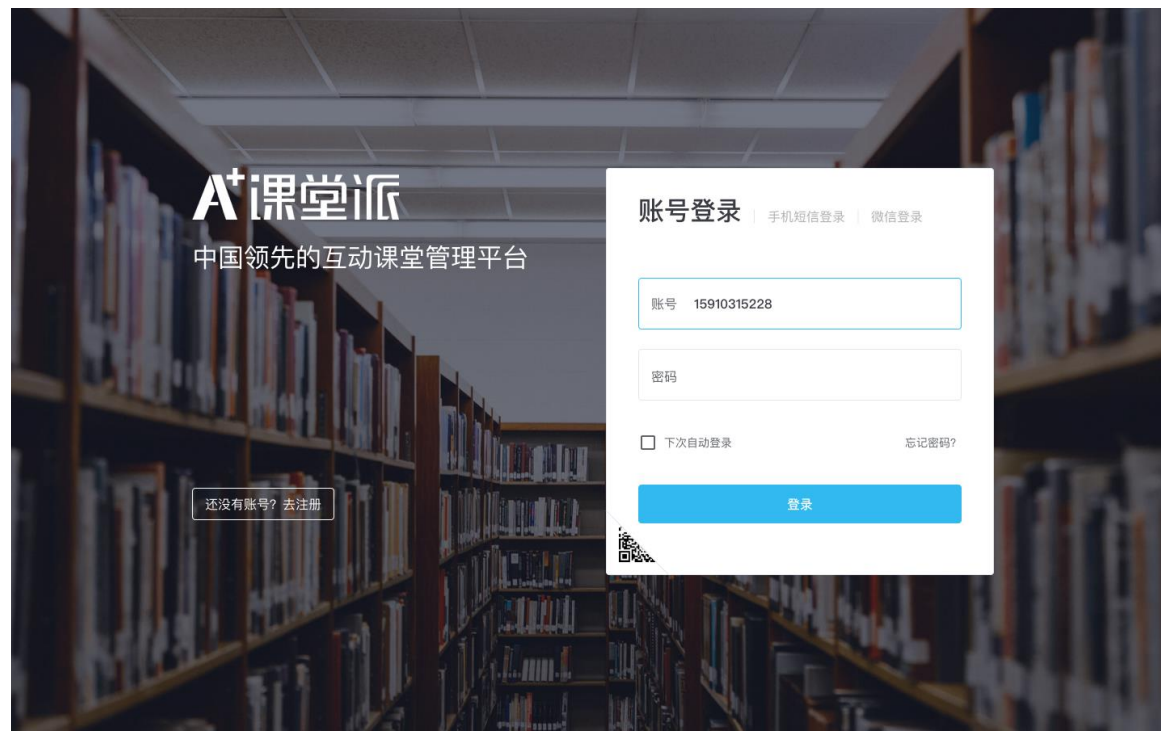 A+课堂派
中国领先的互动课堂管理平台
还没有账号? 去注册
账号登录 手机短信登录 微信登录
账号 15910315228
密码
下次自动登录 忘记密码?
登录